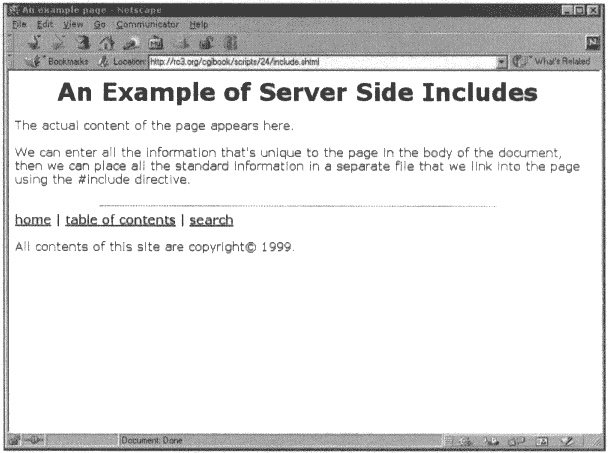 An example page - Netscape
File Edit View Go Communicator Help
Bookmarks Location: http://rc3.org/cgibook/scripts/24/include.shtml What's Related
An Example of Server Side Includes
The actual content of the page appears here.
We can enter all the information that's unique to the page in the body of the document,
then we can place all the standard information in a separate file that we link into the page
using the #include directive.
home | table of contents | search
All contents of this site are copyright© 1999.
Document: Done